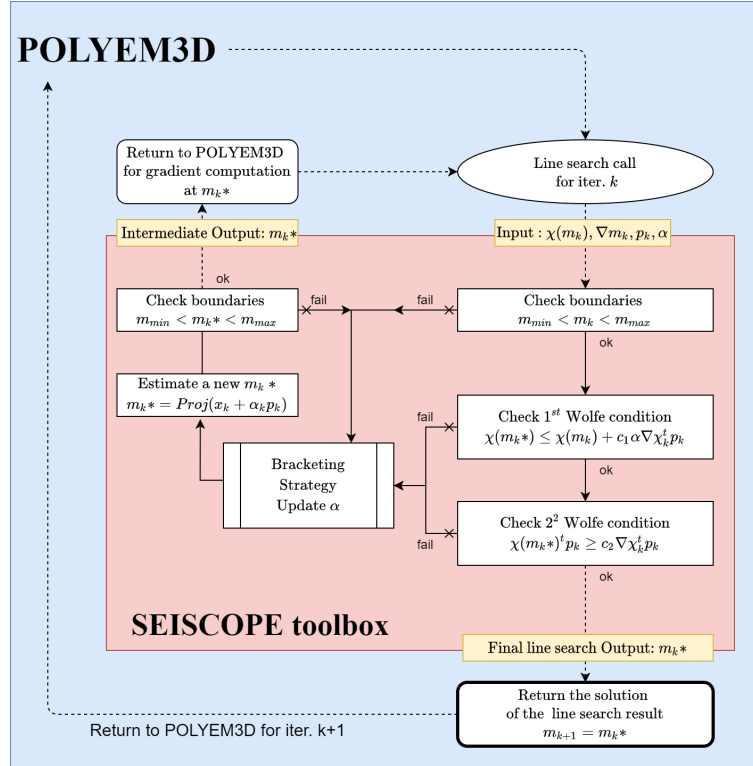 POLYEM3D
Return to POLYEM3D
for gradient computation
at $m_k*$
Line search call
for iter. $k$
Intermediate Output: $m_k*$
Input : $\chi(m_k), \nabla m_k, p_k, \alpha$
ok
Check boundaries
$m_{min} < m_k* < m_{max}$
fail
fail
Check boundaries
$m_{min} < m_k < m_{max}$
ok
Estimate a new $m_k$ *
$m_k* = Proj(x_k + \alpha_k p_k)$
fail
Check $1^{st}$ Wolfe condition
$\chi(m_k*) \leq \chi(m_k) + c_1 \alpha \nabla \chi_k^t p_k$
ok
Bracketing
Strategy
Update $\alpha$
fail
Check $2^2$ Wolfe condition
$\chi(m_k*)^t p_k \geq c_2 \nabla \chi_k^t p_k$
ok
SEISCOPE toolbox
Final line search Output: $m_k*$
Return the solution
of the line search result
$m_{k+1} = m_k*$
Return to POLYEM3D for iter. k+1